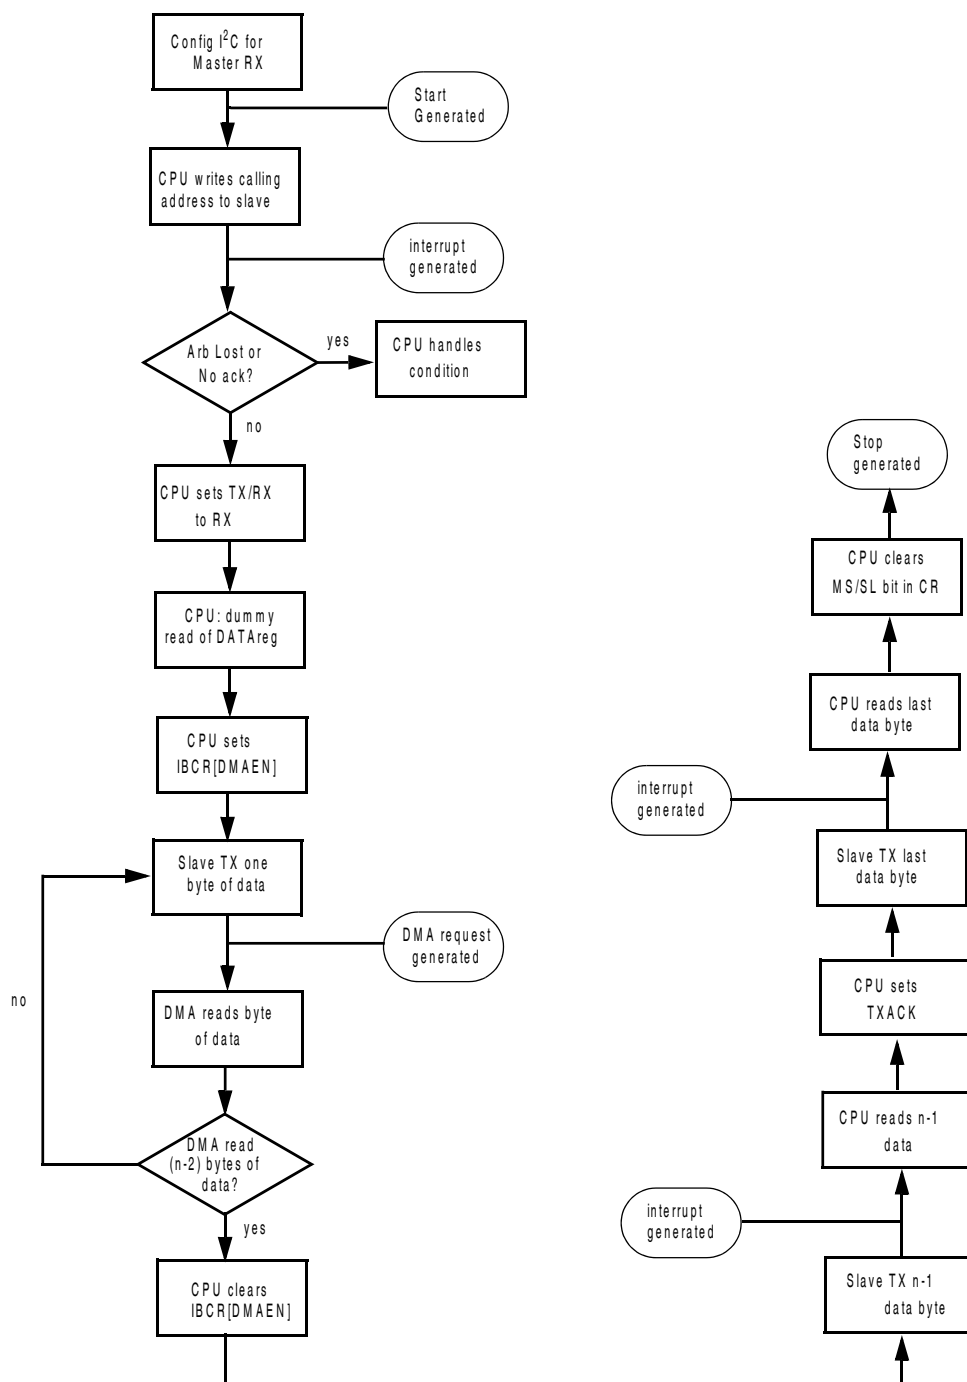 Config I²C for
Master RX
Start
Generated
CPU writes calling
address to slave
interrupt
generated
Arb Lost or
No ack?
yes
CPU handles
condition
no
CPU sets TX/RX
to RX
CPU: dummy
read of DATAreg
CPU sets
IBCR[DMAEN]
Slave TX one
byte of data
DMA request
generated
no
DMA reads byte
of data
DMA read
(n-2) bytes of
data?
yes
CPU clears
IBCR[DMAEN]
Stop
generated
CPU clears
MS/SL bit in CR
CPU reads last
data byte
interrupt
generated
Slave TX last
data byte
CPU sets
TXACK
CPU reads n-1
data
interrupt
generated
Slave TX n-1
data byte